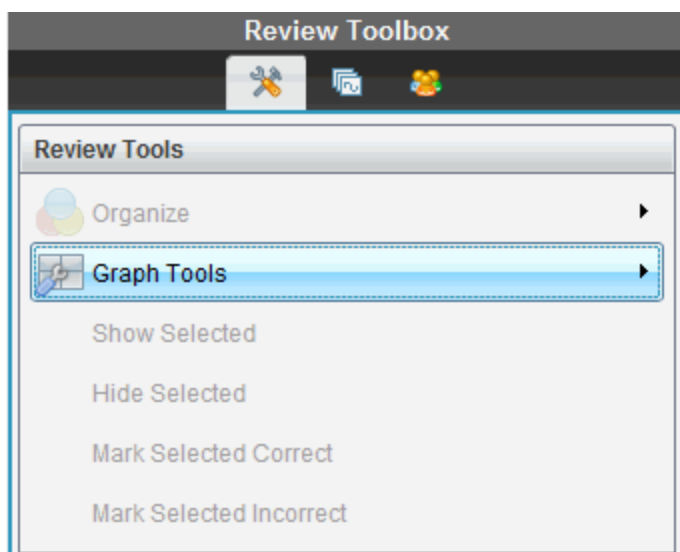 Review Toolbox
Review Tools
Organize
Graph Tools
Show Selected
Hide Selected
Mark Selected Correct
Mark Selected Incorrect